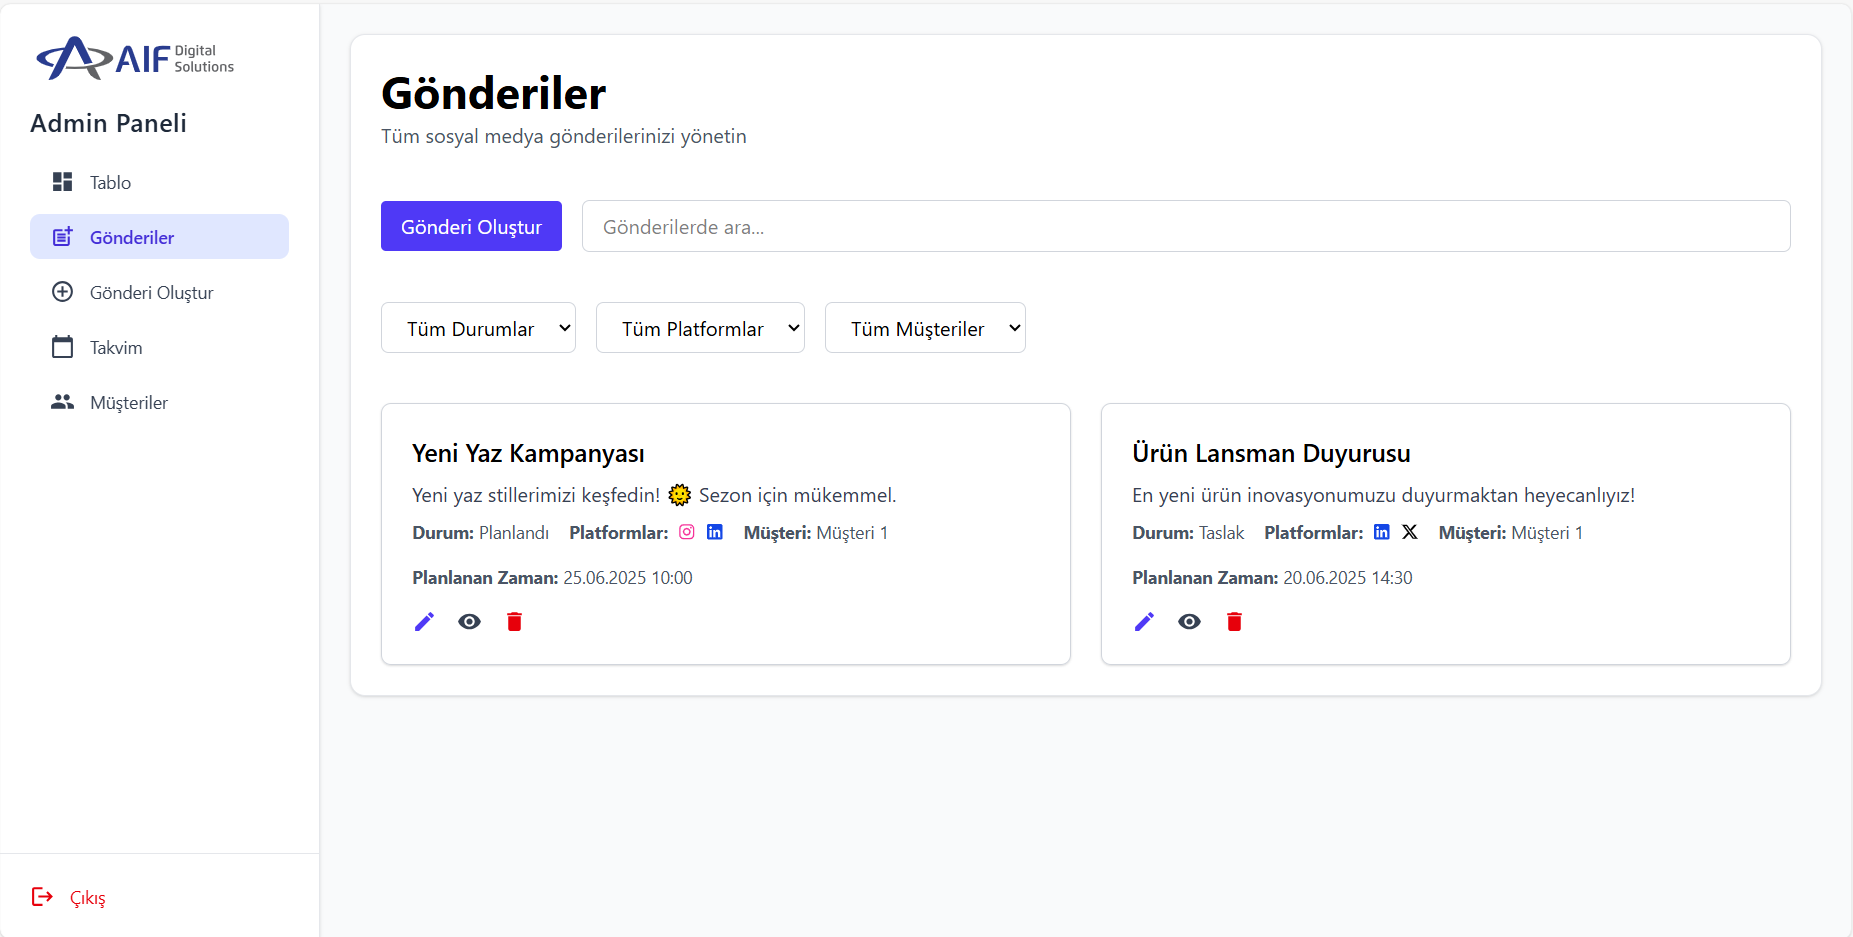 AIF Digital Solutions
Admin Paneli
Tablo
Gönderiler
Gönderi Oluştur
Takvim
Müşteriler
Çıkış
Gönderiler
Tüm sosyal medya gönderilerinizi yönetin
Gönderi Oluştur
Gönderilerde ara...
Tüm Durumlar
Tüm Platformlar
Tüm Müşteriler
Yeni Yaz Kampanyası
Yeni yaz stillerimizi keşfedin! 🌞 Sezon için mükemmel.
Durum: Planlandı Platformlar: Müşteri: Müşteri 1
Planlanan Zaman: 25.06.2025 10:00
Ürün Lansman Duyurusu
En yeni ürün inovasyonumuzu duyurmaktan heyecanlıyız!
Durum: Taslak Platformlar: Müşteri: Müşteri 1
Planlanan Zaman: 20.06.2025 14:30